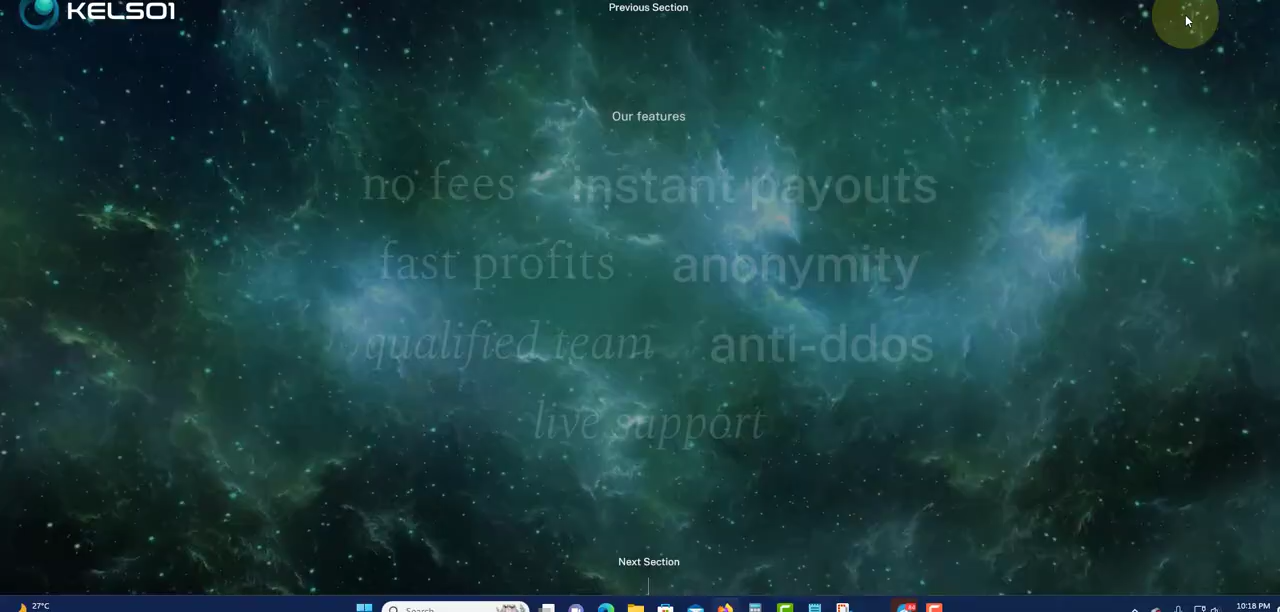 KELSO1
Previous Section
Our features
no fees instant payouts
fast profits anonymity
qualified team anti-ddos
live support
Next Section
27°C
Search
10:18 PM